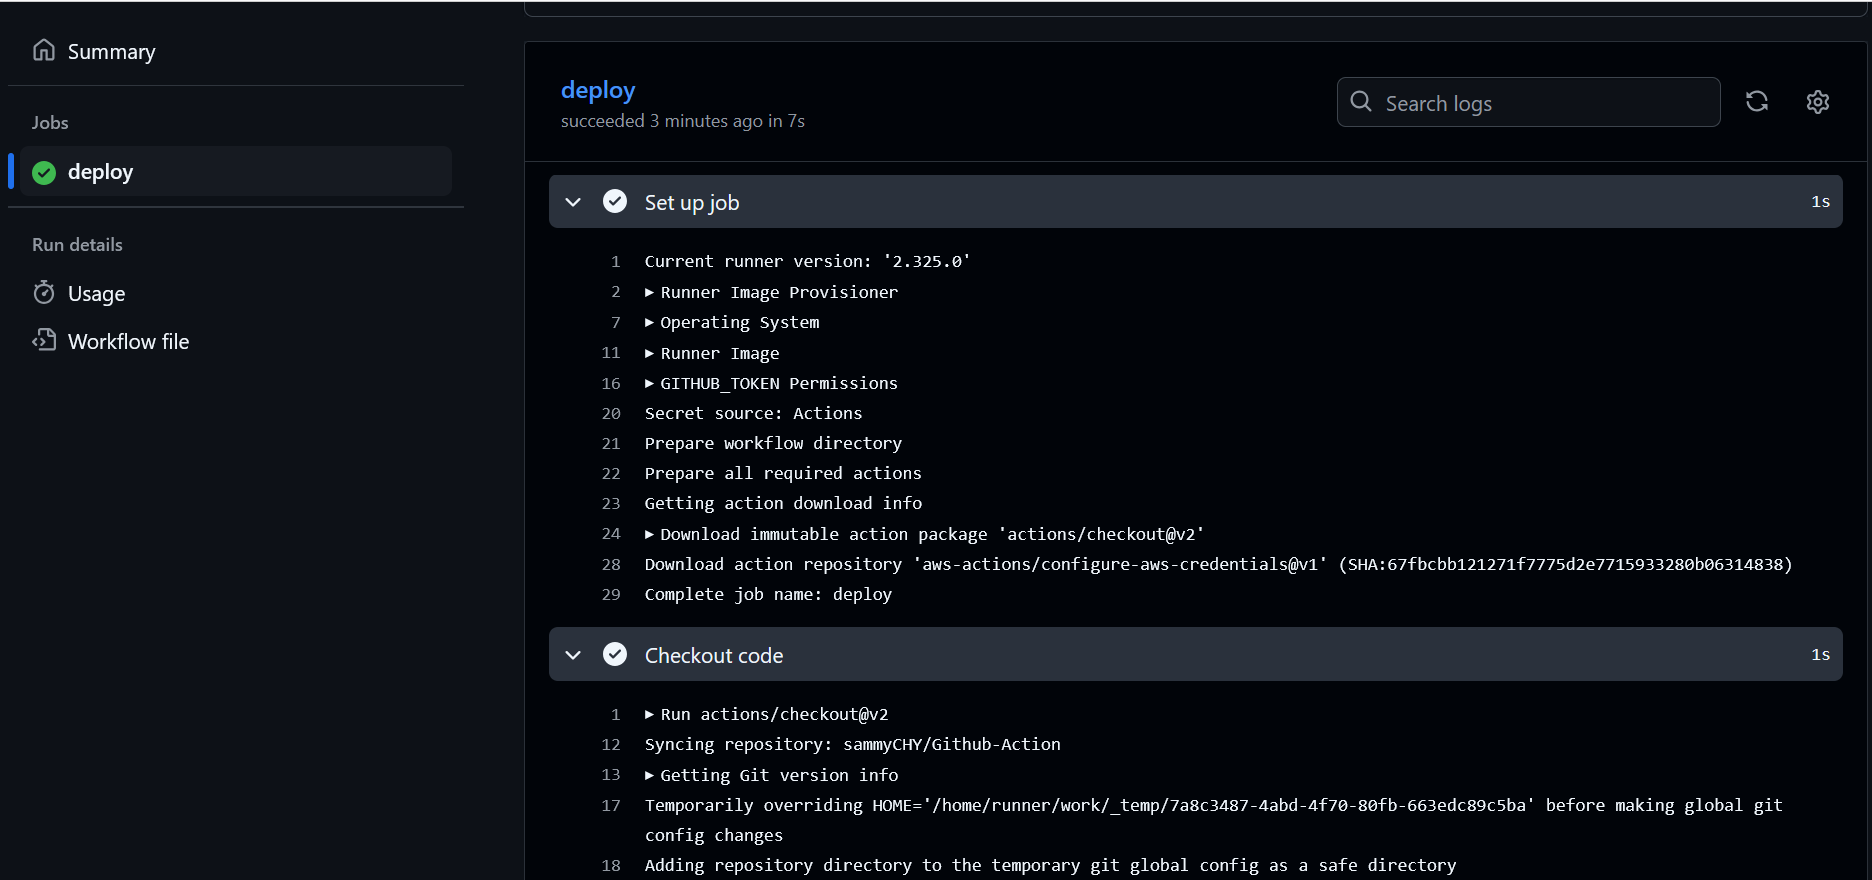 Summary
Jobs
deploy
Run details
Usage
Workflow file
deploy
succeeded 3 minutes ago in 7s
Search logs
Set up job 1s
1 Current runner version: '2.325.0'
2 ▶ Runner Image Provisioner
7 ▶ Operating System
11 ▶ Runner Image
16 ▶ GITHUB_TOKEN Permissions
20 Secret source: Actions
21 Prepare workflow directory
22 Prepare all required actions
23 Getting action download info
24 ▶ Download immutable action package 'actions/checkout@v2'
28 Download action repository 'aws-actions/configure-aws-credentials@v1' (SHA:67fbcbb121271f7775d2e7715933280b06314838)
29 Complete job name: deploy
Checkout code 1s
1 ▶ Run actions/checkout@v2
12 Syncing repository: sammyCHY/Github-Action
13 ▶ Getting Git version info
17 Temporarily overriding HOME='/home/runner/work/_temp/7a8c3487-4abd-4f70-80fb-663edc89c5ba' before making global git
config changes
18 Adding repository directory to the temporary git global config as a safe directory